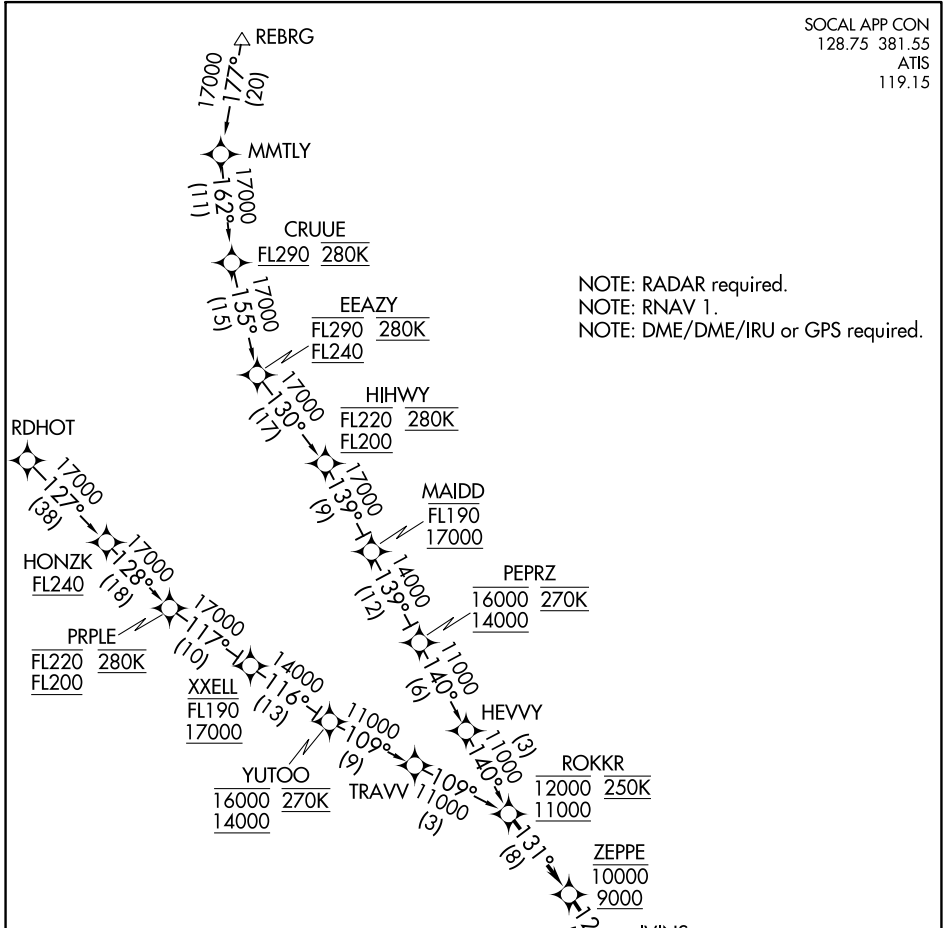 SOCAL APP CON
128.75 381.55
ATIS
119.15
REBRG
17000
177°
(20)
MMTLY
17000
162°
(11)
CRUUE
FL290 280K
17000
155°
(15)
EEAZY
FL290 280K
FL240
NOTE: RADAR required.
NOTE: RNAV 1.
NOTE: DME/DME/IRU or GPS required.
17000
130°
(17)
HIHWY
FL220 280K
FL200
17000
139°
(9)
MAIDD
FL190
17000
14000
139°
(12)
PEPRZ
16000 270K
14000
11000
140°
(6)
HEVVY
(3)
11000
140°
RDHOT
17000
127°
(38)
HONZK
FL240
17000
128°
(18)
PRPLE
FL220 280K
FL200
17000
117°
(10)
XXELL
FL190
17000
14000
116°
(13)
YUTOO
16000 270K
14000
11000
109°
(9)
TRAVV
109°
11000
(3)
ROKKR
12000 250K
11000
131°
(8)
ZEPPE
10000
9000